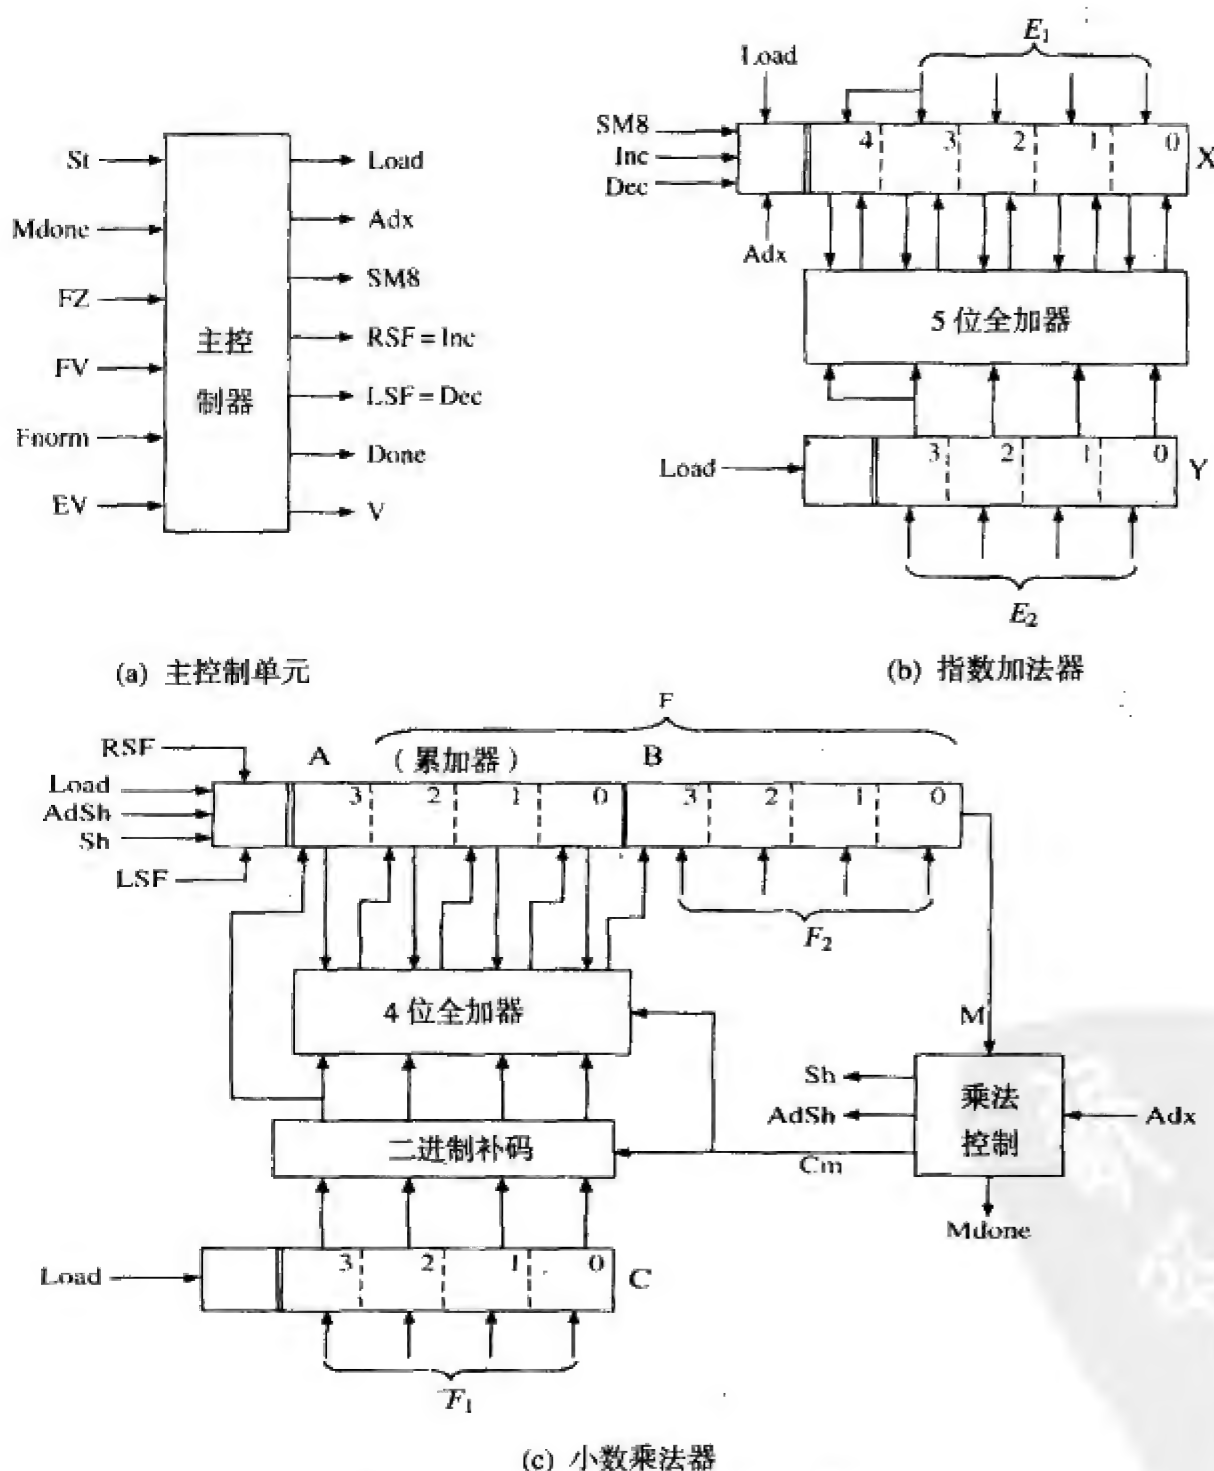 St
Mdone
FZ
FV
Fnorm
EV
主控
制器
Load
Adx
SM8
RSF = Inc
LSF = Dec
Done
V
(a) 主控制单元
E1
Load
SM8
Inc
Dec
Adx
4 3 2 1 0
X
5 位全加器
Load
3 2 1 0
Y
E2
(b) 指数加法器
F
RSF
Load
AdSh
Sh
LSF
A (累加器) B
3 2 1 0 3 2 1 0
F2
4 位全加器
M
Sh
AdSh
Cm
乘法
控制
Adx
Mdone
二进制补码
Load
3 2 1 0
C
F1
(c) 小数乘法器